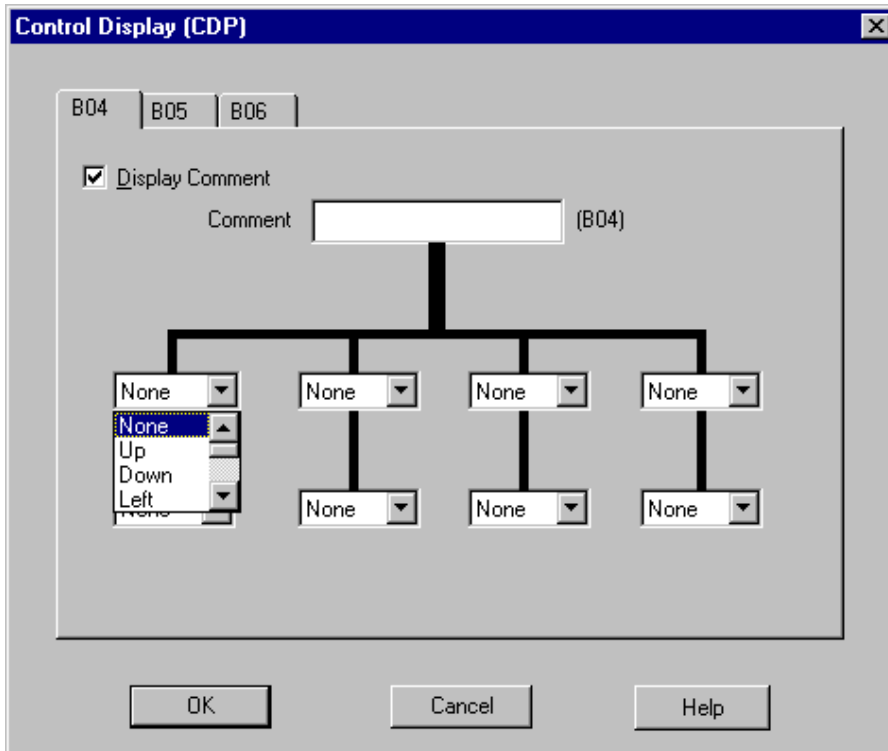 Control Display (CDP)
B04 B05 B06
Display Comment
Comment (B04)
None None None None
None
Up
Down
Left
None None None None
OK Cancel Help